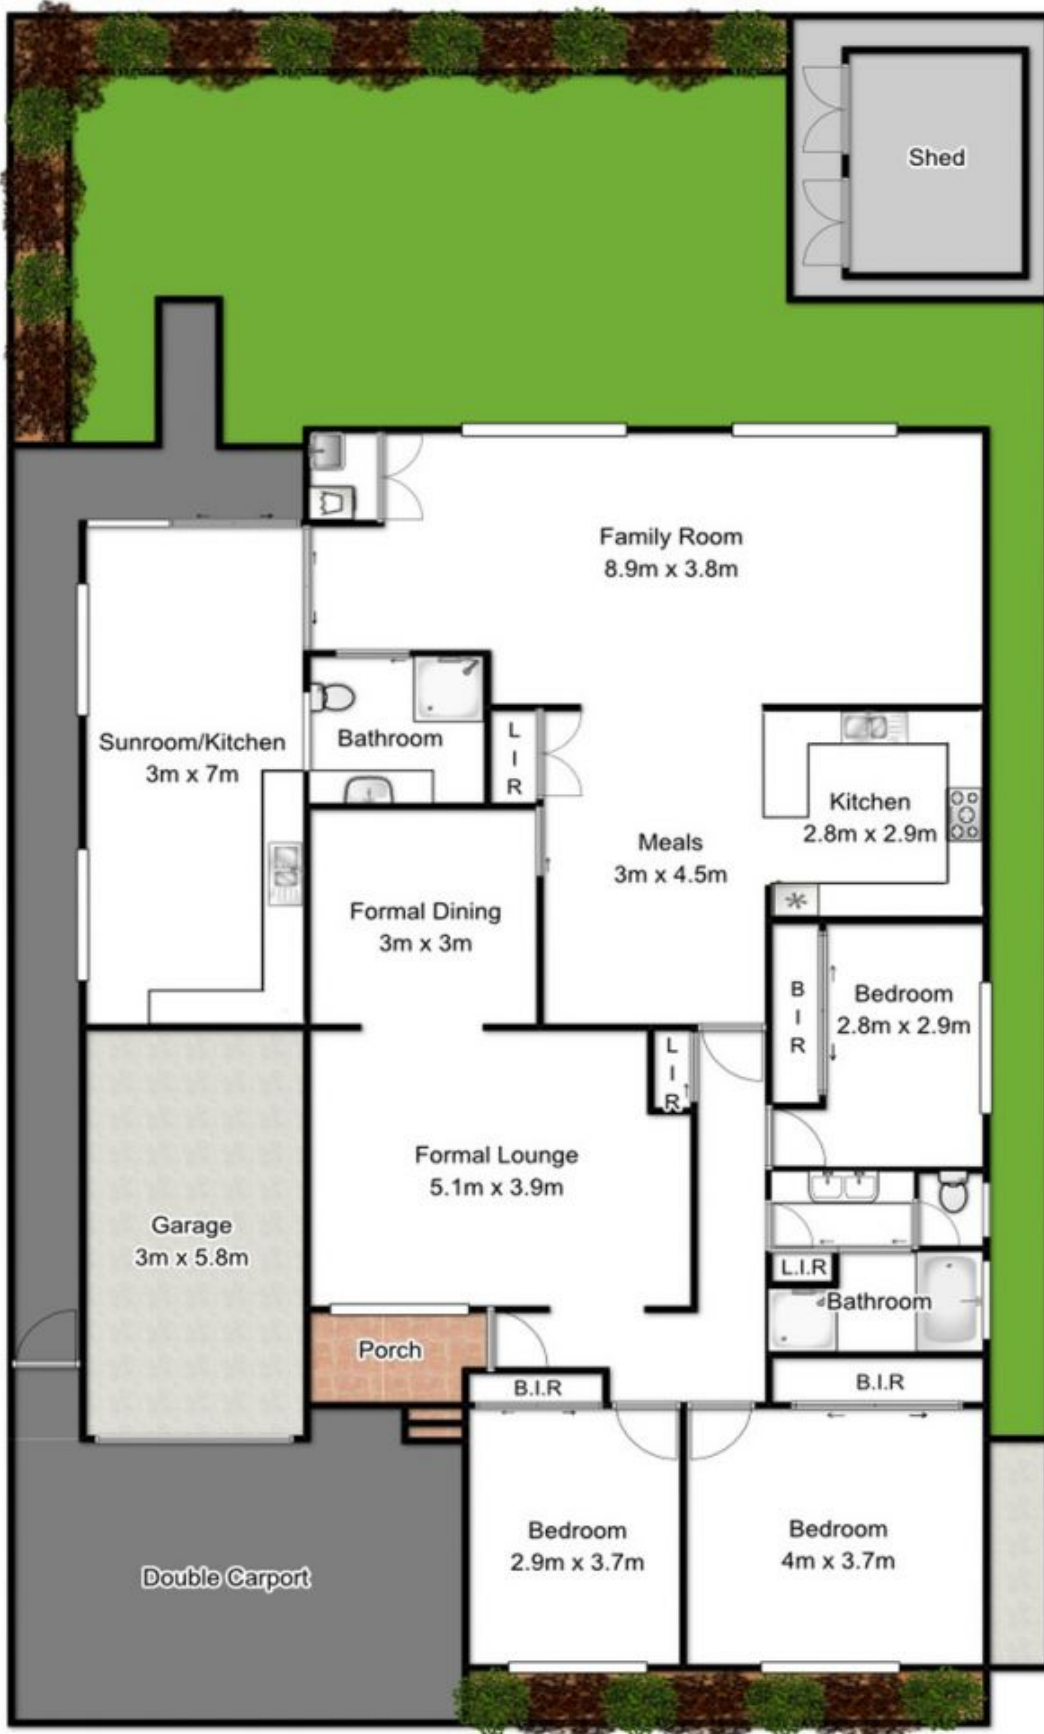 Shed
Family Room
8.9m x 3.8m
Sunroom/Kitchen
3m x 7m
Bathroom
L
I
R
Kitchen
2.8m x 2.9m
Meals
3m x 4.5m
Formal Dining
3m x 3m
B
I
R
Bedroom
2.8m x 2.9m
L
I
R
Formal Lounge
5.1m x 3.9m
Garage
3m x 5.8m
L.I.R
Bathroom
Porch
B.I.R
B.I.R
Bedroom
2.9m x 3.7m
Bedroom
4m x 3.7m
Double Carport